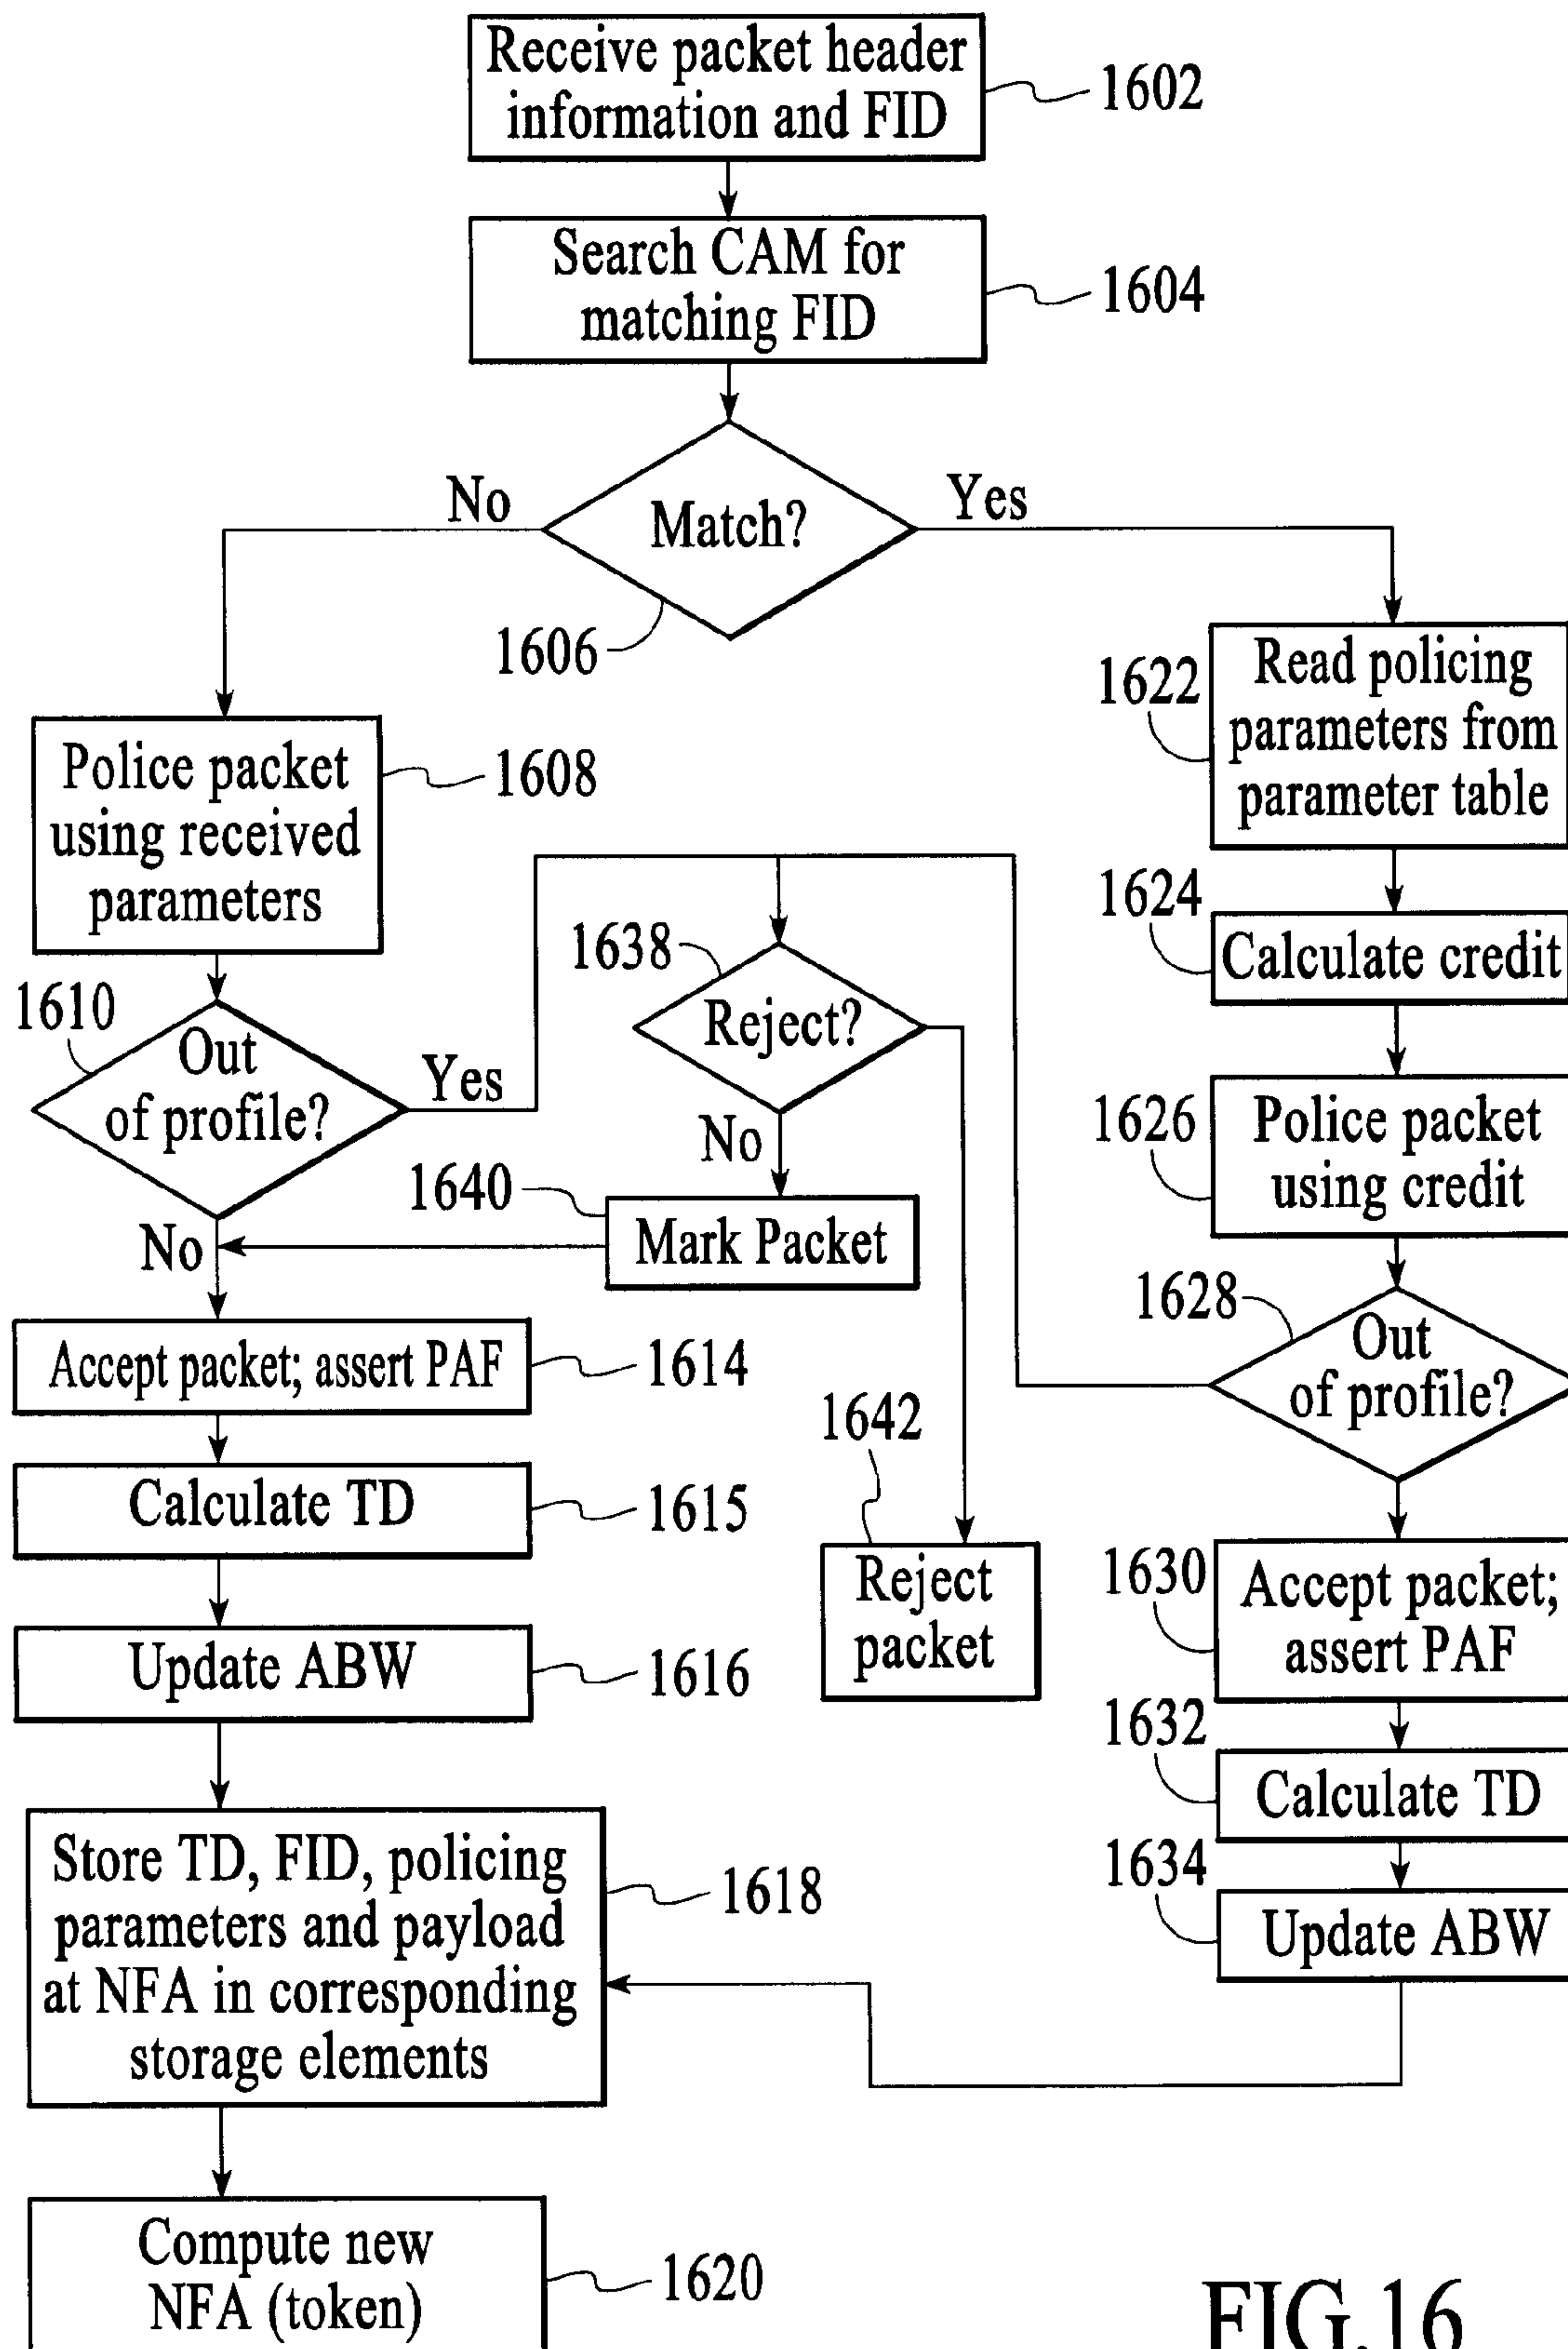 Receive packet header
information and FID
1602
Search CAM for
matching FID
1604
No
Match?
Yes
1606
1622
Read policing
parameters from
parameter table
Police packet
using received
parameters
1608
1624
Calculate credit
1638
Reject?
1610
Out
of profile?
Yes
No
1626
Police packet
using credit
1640
Mark Packet
No
1628
Out
of profile?
Accept packet; assert PAF
1614
1642
Reject
packet
Calculate TD
1615
1630
Accept packet;
assert PAF
Update ABW
1616
1632
Calculate TD
1634
Update ABW
Store TD, FID, policing
parameters and payload
at NFA in corresponding
storage elements
1618
Compute new
NFA (token)
1620
FIG.16